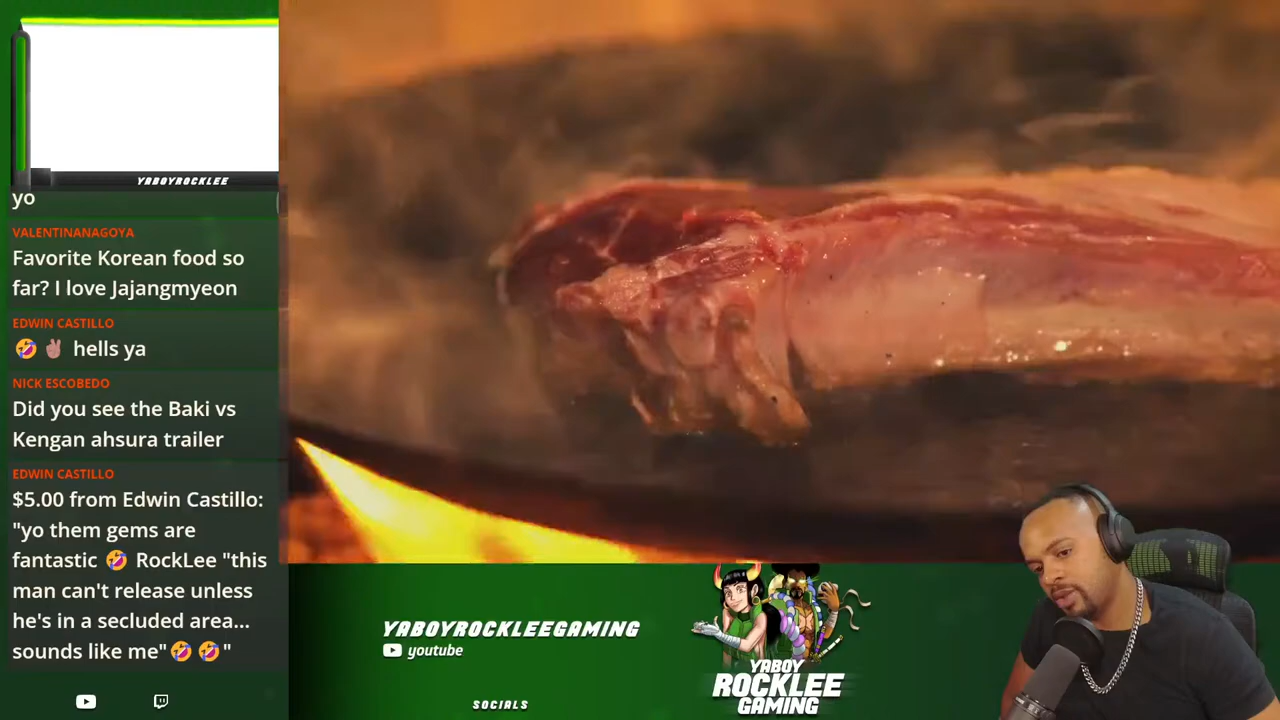 YABOYROCKLEE
yo
VALENTINANAGOYA
Favorite Korean food so
far? I love Jajangmyeon
EDWIN CASTILLO
🤣 ✌🏽 hells ya
NICK ESCOBEDO
Did you see the Baki vs
Kengan ahsura trailer
EDWIN CASTILLO
$5.00 from Edwin Castillo:
"yo them gems are
fantastic 🤣 RockLee "this
man can't release unless
he's in a secluded area...
sounds like me"🤣 🤣 "
YABOYROCKLEEGAMING
youtube
SOCIALS
YABOY
ROCKLEE
GAMING